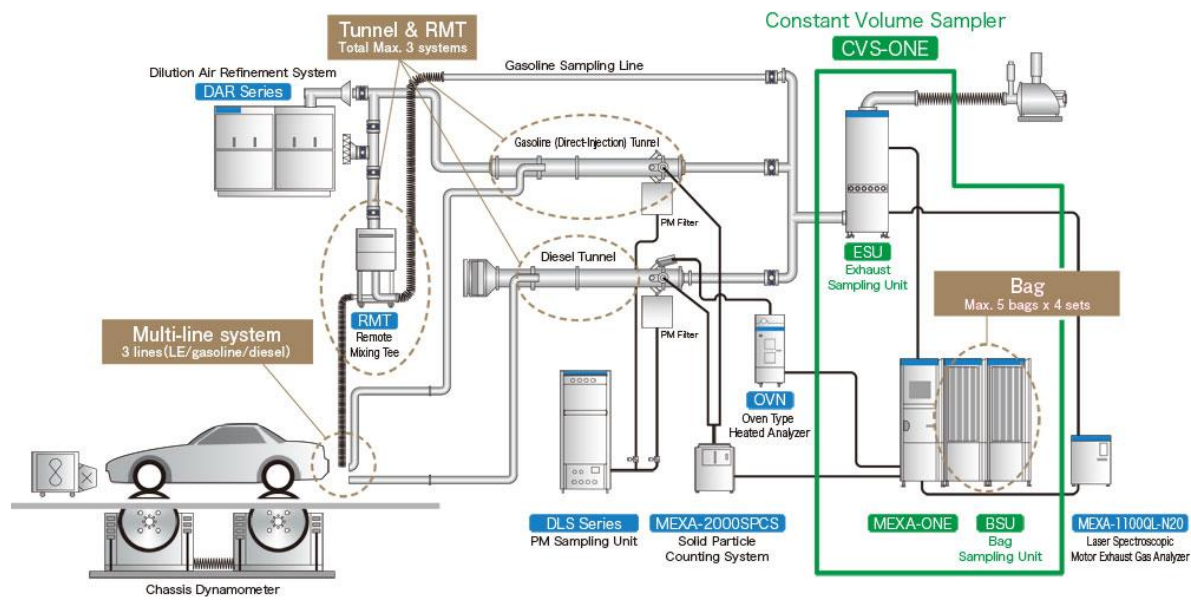 Constant Volume Sampler
CVS-ONE
Tunnel & RMT
Total Max. 3 systems
Gasoline Sampling Line
Dilution Air Refinement System
DAR Series
Gasolire (Direct-Injection) Tunnel
PM Filter
Diesel Tunnel
PM Filter
ESU
Exhaust
Sampling Unit
Bag
Max. 5 bags x 4 sets
RMT
Remote
Mixing Tee
Multi-line system
3 lines(LE/gasoline/diesel)
OVN
Oven Type
Heated Analyzer
DLS Series
PM Sampling Unit
MEXA-2000SPCS
Solid Particle
Counting System
MEXA-ONE
BSU
Bag
Sampling Unit
MEXA-1100QL-N20
Laser Spectroscopic
Motor Exhaust Gas Analyzer
Chassis Dynamometer